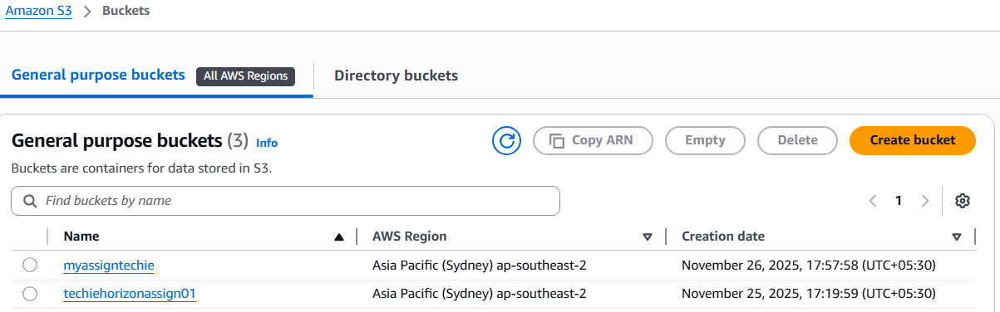 Amazon S3 > Buckets
General purpose buckets All AWS Regions Directory buckets
General purpose buckets (3) Info Copy ARN Empty Delete Create bucket
Buckets are containers for data stored in S3.
Find buckets by name 1
Name AWS Region Creation date
myassigntechie Asia Pacific (Sydney) ap-southeast-2 November 26, 2025, 17:57:58 (UTC+05:30)
techiehorizonassign01 Asia Pacific (Sydney) ap-southeast-2 November 25, 2025, 17:19:59 (UTC+05:30)